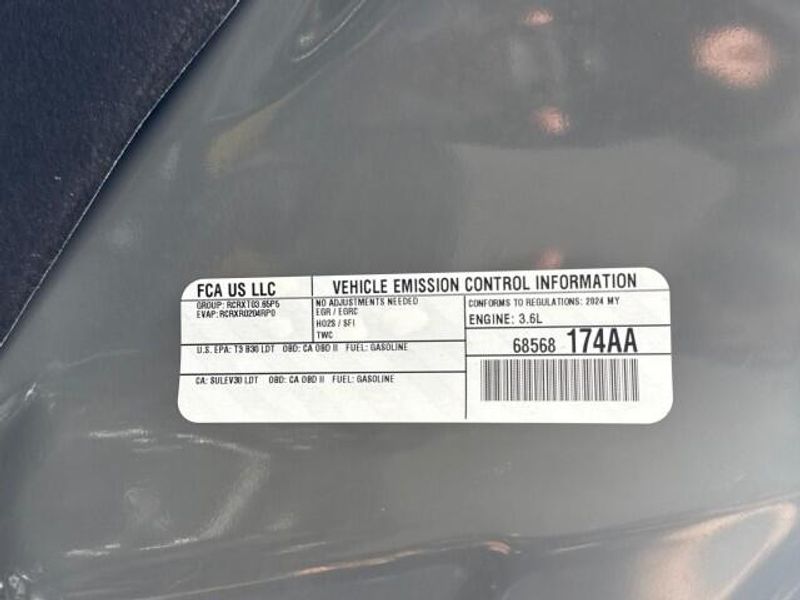 FCA US LLC
VEHICLE EMISSION CONTROL INFORMATION
GROUP: RCRXT03.65P5
EVAP: RCRXR0204RP0
NO ADJUSTMENTS NEEDED
EGR / EGRC
HO2S / SFI
TWC
CONFORMS TO REGULATIONS: 2024 MY
ENGINE: 3.6L
U.S. EPA: T3 B30 LDT OBD: CA OBD II FUEL: GASOLINE
68568 174AA
CA: SULEV30 LDT OBD: CA OBD II FUEL: GASOLINE